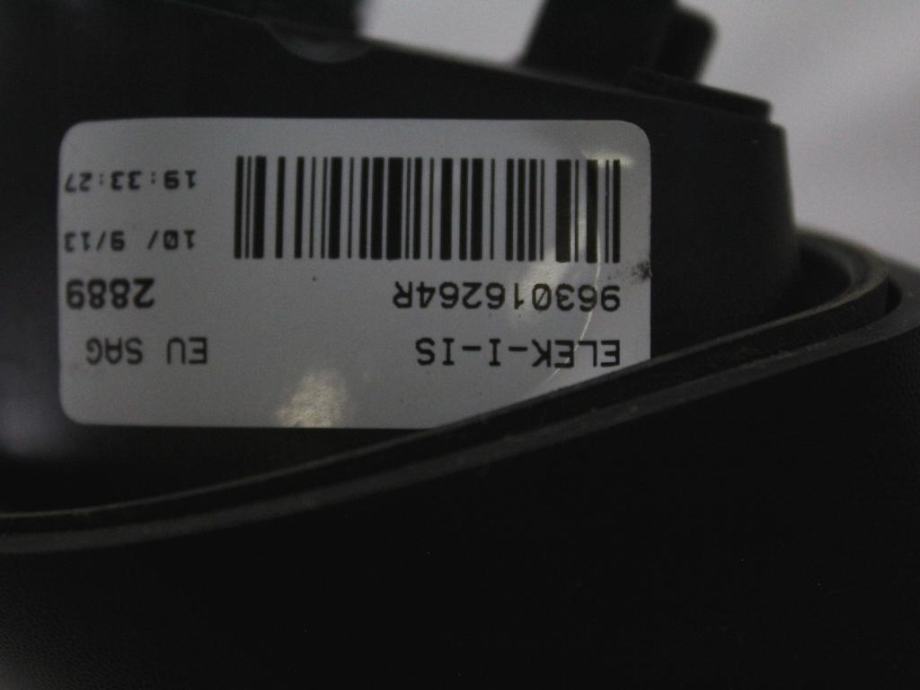 ELEK-I-IS EU SAG
963016264R 2889
10/ 9/13
19:33:27